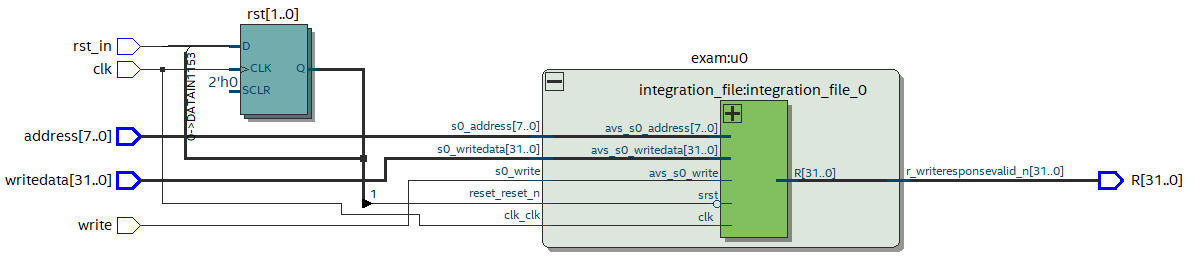 rst[1..0]
rst_in
D
clk
CLK
Q
2'h0
SCLR
exam:u0
integration_file:integration_file_0
address[7..0]
s0_address[7..0]
avs_s0_address[7..0]
s0_writedata[31..0]
avs_s0_writedata[31..0]
writedata[31..0]
s0_write
avs_s0_write
R[31..0]
r_writeresponsevalid_n[31..0]
R[31..0]
1
reset_reset_n
srst
write
clk_clk
clk